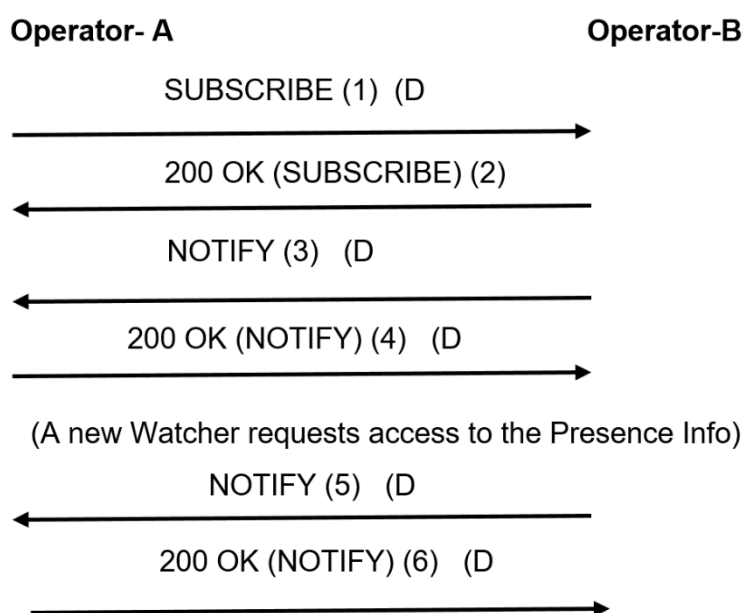 Operator- A Operator-B
SUBSCRIBE (1) (D
200 OK (SUBSCRIBE) (2)
NOTIFY (3) (D
200 OK (NOTIFY) (4) (D
(A new Watcher requests access to the Presence Info)
NOTIFY (5) (D
200 OK (NOTIFY) (6) (D